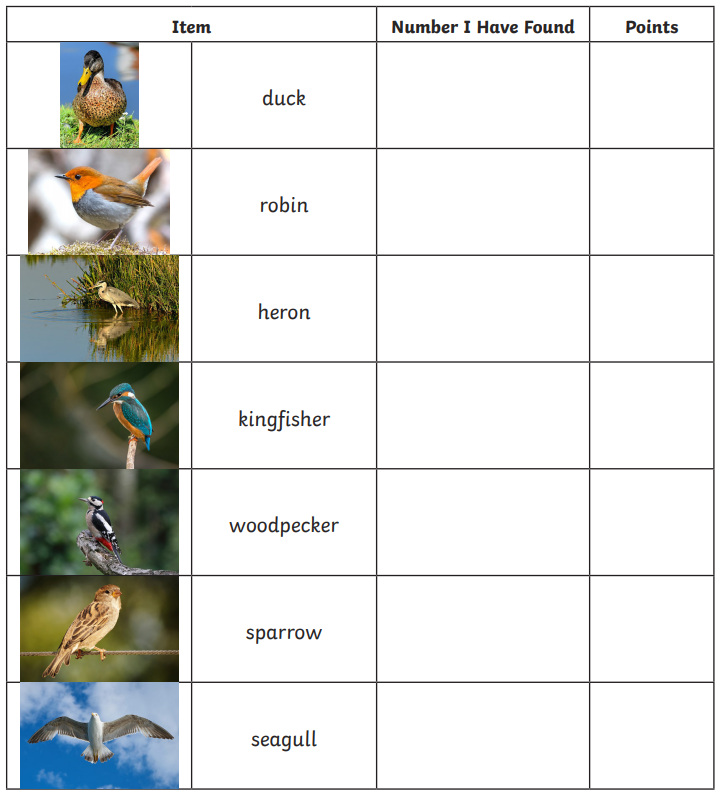 Item Number I Have Found Points
duck
robin
heron
kingfisher
woodpecker
sparrow
seagull